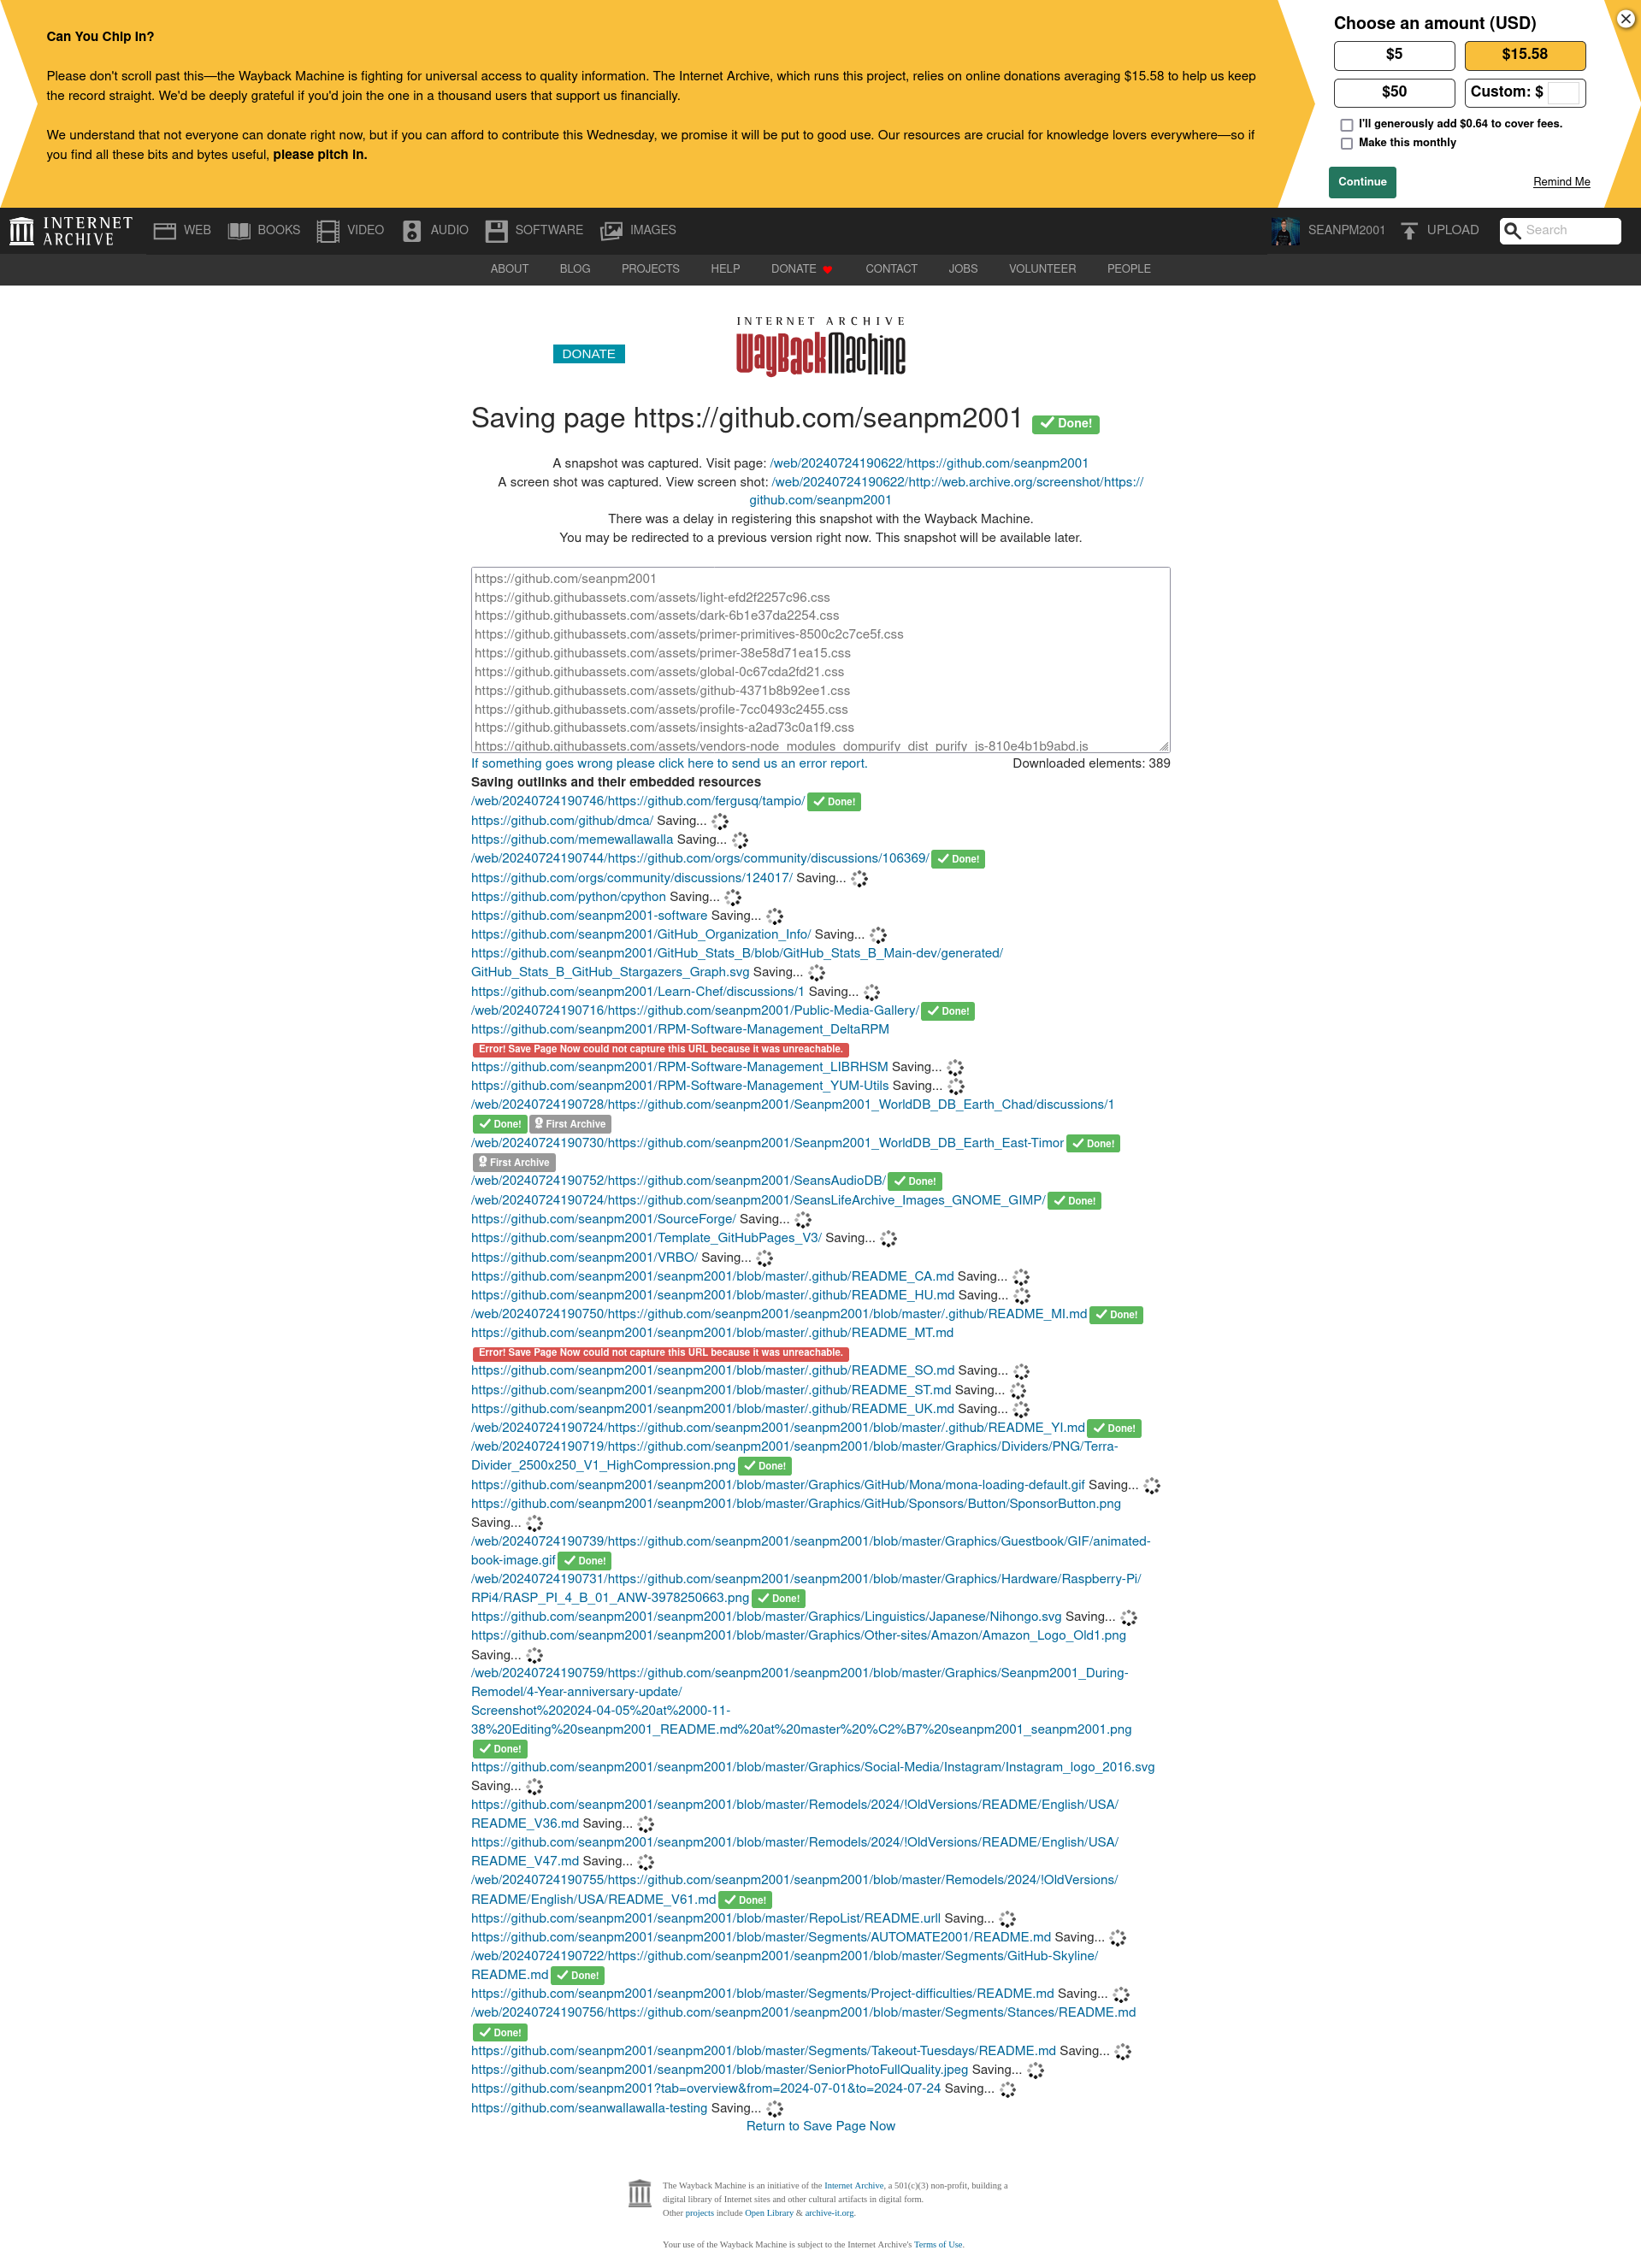 Can You Chip In?
Please don't scroll past this—the Wayback Machine is fighting for universal access to quality information. The Internet Archive, which runs this project, relies on online donations averaging $15.58 to help us keep
the record straight. We'd be deeply grateful if you'd join the one in a thousand users that support us financially.
We understand that not everyone can donate right now, but if you can afford to contribute this Wednesday, we promise it will be put to good use. Our resources are crucial for knowledge lovers everywhere—so if
you find all these bits and bytes useful, please pitch in.
Choose an amount (USD)
$5
$15.58
$50
Custom: $
I'll generously add $0.64 to cover fees.
Make this monthly
Continue
Remind Me
INTERNET
ARCHIVE
WEB
BOOKS
VIDEO
AUDIO
SOFTWARE
IMAGES
SEANPM2001
UPLOAD
Search
ABOUT
BLOG
PROJECTS
HELP
DONATE
CONTACT
JOBS
VOLUNTEER
PEOPLE
DONATE
INTERNET ARCHIVE
WayBackMachine
Saving page https://github.com/seanpm2001 Done!
A snapshot was captured. Visit page: /web/20240724190622/https://github.com/seanpm2001
A screen shot was captured. View screen shot: /web/20240724190622/http://web.archive.org/screenshot/https://
github.com/seanpm2001
There was a delay in registering this snapshot with the Wayback Machine.
You may be redirected to a previous version right now. This snapshot will be available later.
https://github.com/seanpm2001
https://github.githubassets.com/assets/light-efd2f2257c96.css
https://github.githubassets.com/assets/dark-6b1e37da2254.css
https://github.githubassets.com/assets/primer-primitives-8500c2c7ce5f.css
https://github.githubassets.com/assets/primer-38e58d71ea15.css
https://github.githubassets.com/assets/global-0c67cda2fd21.css
https://github.githubassets.com/assets/github-4371b8b92ee1.css
https://github.githubassets.com/assets/profile-7cc0493c2455.css
https://github.githubassets.com/assets/insights-a2ad73c0a1f9.css
https://github.githubassets.com/assets/vendors-node_modules_dompurify_dist_purify_js-810e4b1b9abd.js
If something goes wrong please click here to send us an error report.
Downloaded elements: 389
Saving outlinks and their embedded resources
/web/20240724190746/https://github.com/fergusq/tampio/ Done!
https://github.com/github/dmca/ Saving...
https://github.com/memewallawalla Saving...
/web/20240724190744/https://github.com/orgs/community/discussions/106369/ Done!
https://github.com/orgs/community/discussions/124017/ Saving...
https://github.com/python/cpython Saving...
https://github.com/seanpm2001-software Saving...
https://github.com/seanpm2001/GitHub_Organization_Info/ Saving...
https://github.com/seanpm2001/GitHub_Stats_B/blob/GitHub_Stats_B_Main-dev/generated/
GitHub_Stats_B_GitHub_Stargazers_Graph.svg Saving...
https://github.com/seanpm2001/Learn-Chef/discussions/1 Saving...
/web/20240724190716/https://github.com/seanpm2001/Public-Media-Gallery/ Done!
https://github.com/seanpm2001/RPM-Software-Management_DeltaRPM
Error! Save Page Now could not capture this URL because it was unreachable.
https://github.com/seanpm2001/RPM-Software-Management_LIBRHSM Saving...
https://github.com/seanpm2001/RPM-Software-Management_YUM-Utils Saving...
/web/20240724190728/https://github.com/seanpm2001/Seanpm2001_WorldDB_DB_Earth_Chad/discussions/1
Done! First Archive
/web/20240724190730/https://github.com/seanpm2001/Seanpm2001_WorldDB_DB_Earth_East-Timor Done!
First Archive
/web/20240724190752/https://github.com/seanpm2001/SeansAudioDB/ Done!
/web/20240724190724/https://github.com/seanpm2001/SeansLifeArchive_Images_GNOME_GIMP/ Done!
https://github.com/seanpm2001/SourceForge/ Saving...
https://github.com/seanpm2001/Template_GitHubPages_V3/ Saving...
https://github.com/seanpm2001/VRBO/ Saving...
https://github.com/seanpm2001/seanpm2001/blob/master/.github/README_CA.md Saving...
https://github.com/seanpm2001/seanpm2001/blob/master/.github/README_HU.md Saving...
/web/20240724190750/https://github.com/seanpm2001/seanpm2001/blob/master/.github/README_MI.md Done!
https://github.com/seanpm2001/seanpm2001/blob/master/.github/README_MT.md
Error! Save Page Now could not capture this URL because it was unreachable.
https://github.com/seanpm2001/seanpm2001/blob/master/.github/README_SO.md Saving...
https://github.com/seanpm2001/seanpm2001/blob/master/.github/README_ST.md Saving...
https://github.com/seanpm2001/seanpm2001/blob/master/.github/README_UK.md Saving...
/web/20240724190724/https://github.com/seanpm2001/seanpm2001/blob/master/.github/README_YI.md Done!
/web/20240724190719/https://github.com/seanpm2001/seanpm2001/blob/master/Graphics/Dividers/PNG/Terra-
Divider_2500x250_V1_HighCompression.png Done!
https://github.com/seanpm2001/seanpm2001/blob/master/Graphics/GitHub/Mona/mona-loading-default.gif Saving...
https://github.com/seanpm2001/seanpm2001/blob/master/Graphics/GitHub/Sponsors/Button/SponsorButton.png
Saving...
/web/20240724190739/https://github.com/seanpm2001/seanpm2001/blob/master/Graphics/Guestbook/GIF/animated-
book-image.gif Done!
/web/20240724190731/https://github.com/seanpm2001/seanpm2001/blob/master/Graphics/Hardware/Raspberry-Pi/
RPi4/RASP_PI_4_B_01_ANW-3978250663.png Done!
https://github.com/seanpm2001/seanpm2001/blob/master/Graphics/Linguistics/Japanese/Nihongo.svg Saving...
https://github.com/seanpm2001/seanpm2001/blob/master/Graphics/Other-sites/Amazon/Amazon_Logo_Old1.png
Saving...
/web/20240724190759/https://github.com/seanpm2001/seanpm2001/blob/master/Graphics/Seanpm2001_During-
Remodel/4-Year-anniversary-update/
Screenshot%202024-04-05%20at%2000-11-
38%20Editing%20seanpm2001_README.md%20at%20master%20%C2%B7%20seanpm2001_seanpm2001.png
Done!
https://github.com/seanpm2001/seanpm2001/blob/master/Graphics/Social-Media/Instagram/Instagram_logo_2016.svg
Saving...
https://github.com/seanpm2001/seanpm2001/blob/master/Remodels/2024/!OldVersions/README/English/USA/
README_V36.md Saving...
https://github.com/seanpm2001/seanpm2001/blob/master/Remodels/2024/!OldVersions/README/English/USA/
README_V47.md Saving...
/web/20240724190755/https://github.com/seanpm2001/seanpm2001/blob/master/Remodels/2024/!OldVersions/
README/English/USA/README_V61.md Done!
https://github.com/seanpm2001/seanpm2001/blob/master/RepoList/README.urll Saving...
https://github.com/seanpm2001/seanpm2001/blob/master/Segments/AUTOMATE2001/README.md Saving...
/web/20240724190722/https://github.com/seanpm2001/seanpm2001/blob/master/Segments/GitHub-Skyline/
README.md Done!
https://github.com/seanpm2001/seanpm2001/blob/master/Segments/Project-difficulties/README.md Saving...
/web/20240724190756/https://github.com/seanpm2001/seanpm2001/blob/master/Segments/Stances/README.md
Done!
https://github.com/seanpm2001/seanpm2001/blob/master/Segments/Takeout-Tuesdays/README.md Saving...
https://github.com/seanpm2001/seanpm2001/blob/master/SeniorPhotoFullQuality.jpeg Saving...
https://github.com/seanpm2001?tab=overview&from=2024-07-01&to=2024-07-24 Saving...
https://github.com/seanwallawalla-testing Saving...
Return to Save Page Now
The Wayback Machine is an initiative of the Internet Archive, a 501(c)(3) non-profit, building a
digital library of Internet sites and other cultural artifacts in digital form.
Other projects include Open Library & archive-it.org.
Your use of the Wayback Machine is subject to the Internet Archive's Terms of Use.